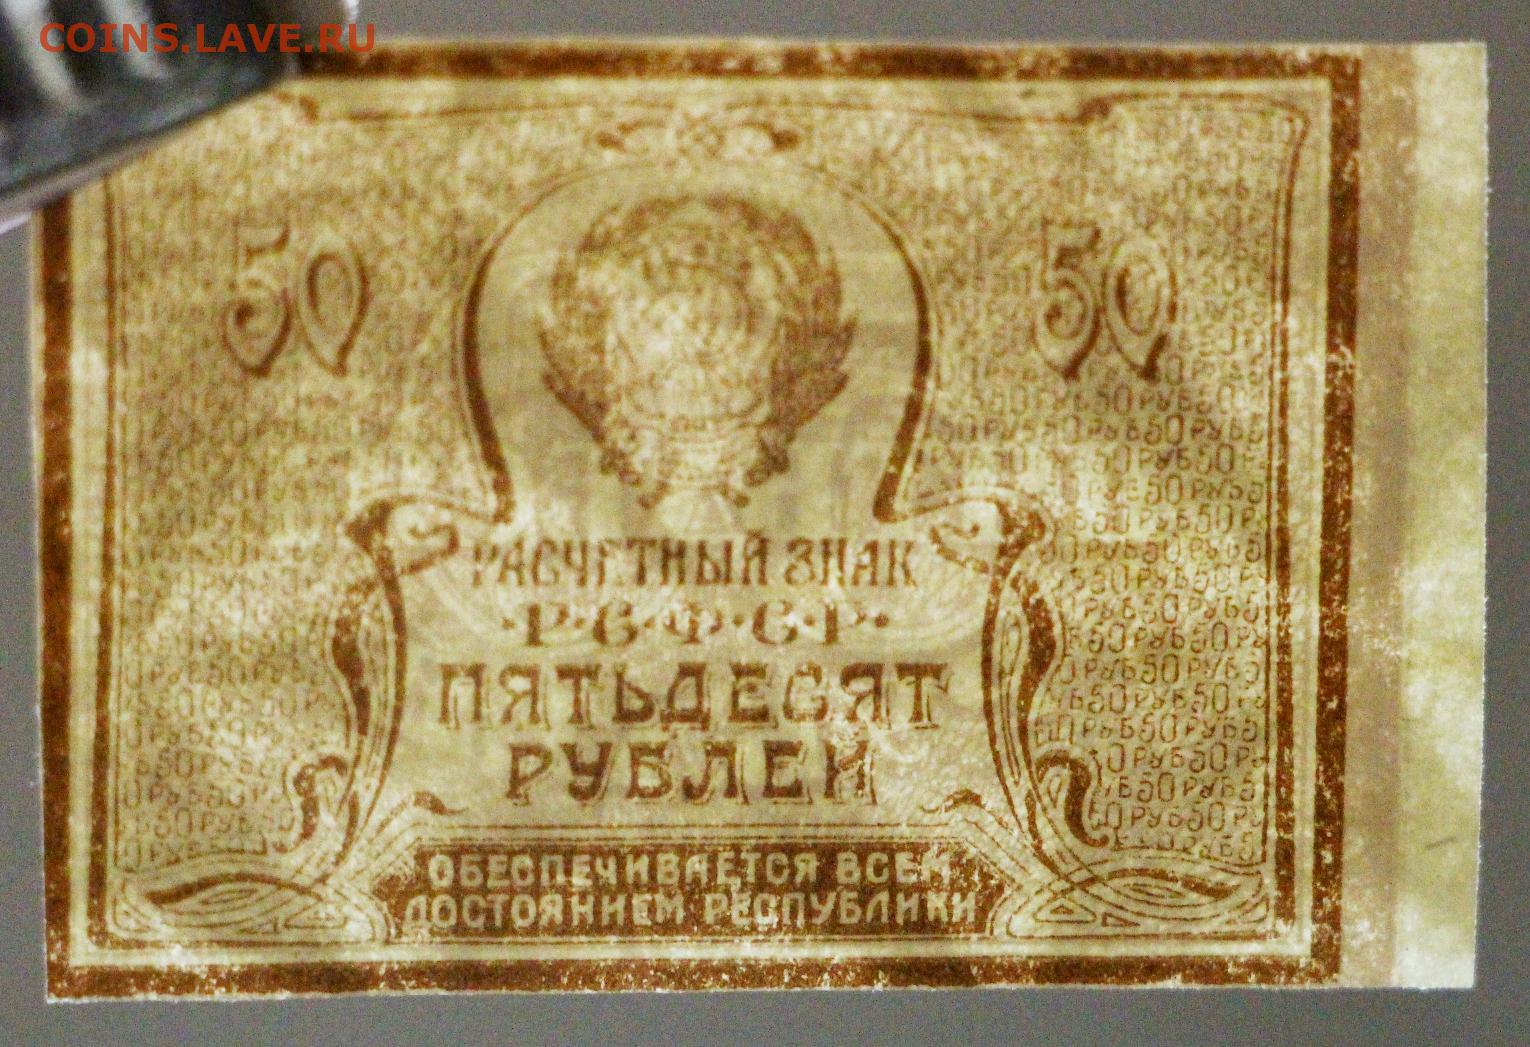 COINS.LAVE.RU
50 50
РАСЧЕТНЫЙ ЗНАК
·Р·С·Ф·С·Р·
ПЯТЬДЕСЯТ
РУБЛЕЙ
ОБЕСПЕЧИВАЕТСЯ ВСЕМ
ДОСТОЯНИЕМ РЕСПУБЛИКИ